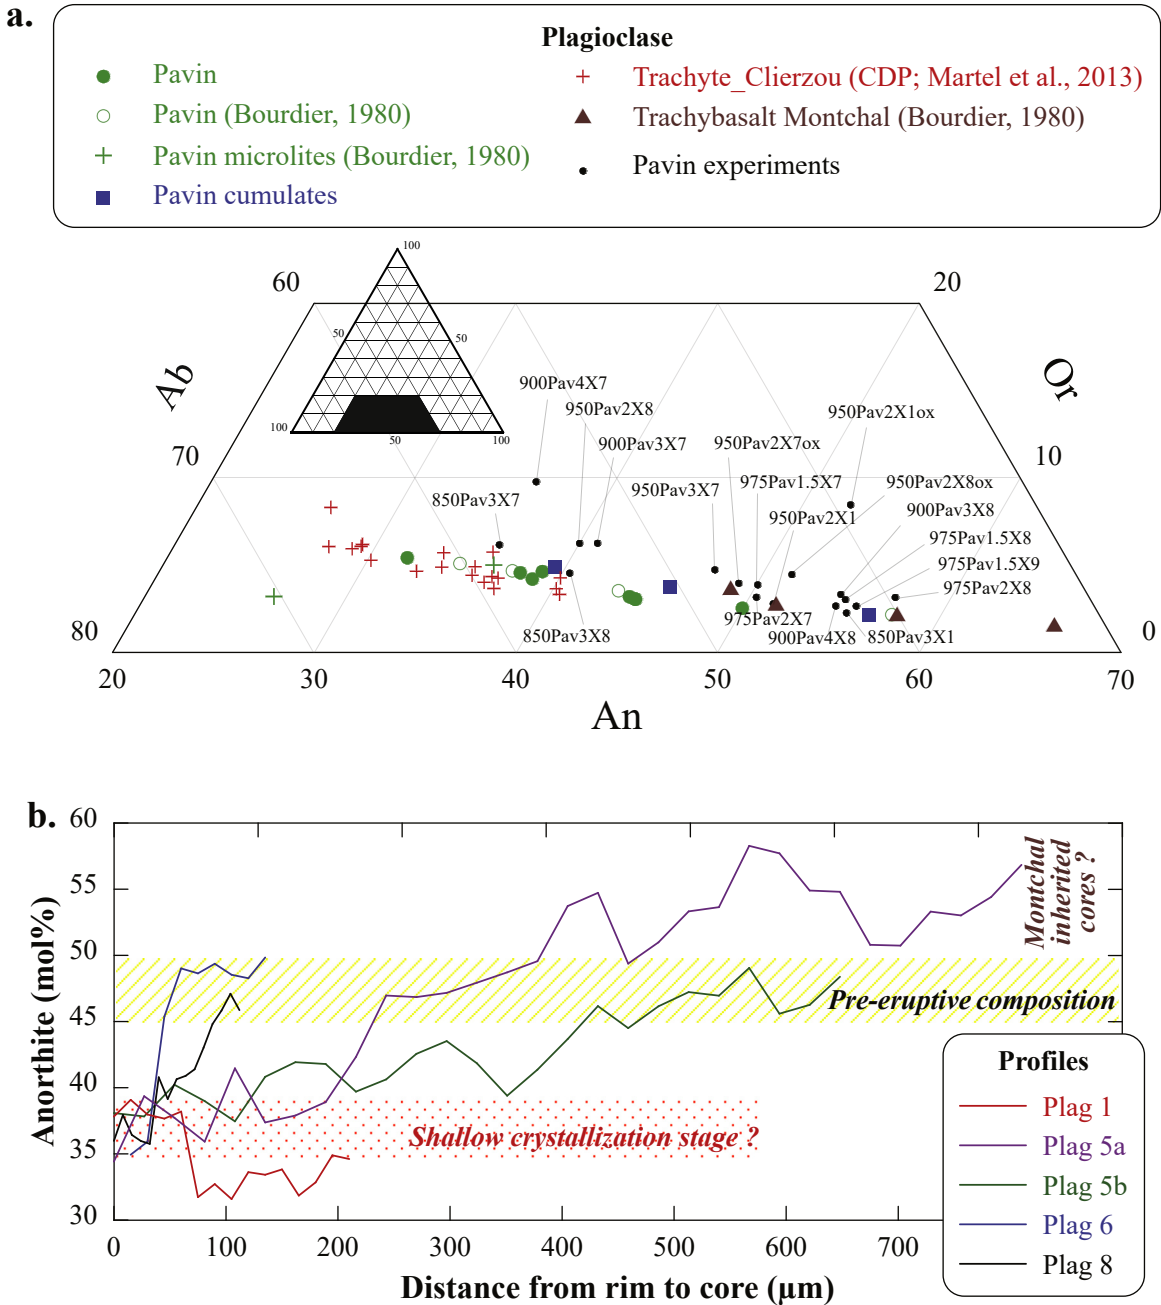 a.
Plagioclase
Pavin
Pavin (Bourdier, 1980)
Pavin microlites (Bourdier, 1980)
Pavin cumulates
Trachyte_Clierzou (CDP; Martel et al., 2013)
Trachybasalt Montchal (Bourdier, 1980)
Pavin experiments
100
50
50
100
50
100
60
20
Ab
Or
70
10
80
0
900Pav4X7
950Pav2X8
900Pav3X7
850Pav3X7
950Pav3X7
950Pav2X7ox
975Pav1.5X7
950Pav2X1
950Pav2X1ox
950Pav2X8ox
900Pav3X8
975Pav1.5X8
975Pav1.5X9
975Pav2X8
850Pav3X8
975Pav2X7
900Pav4X8
850Pav3X1
20
30
40
50
60
70
An
b.
Anorthite (mol%)
60
55
50
45
40
35
30
Montchal
inherited
cores ?
Pre-eruptive composition
Shallow crystallization stage ?
Profiles
Plag 1
Plag 5a
Plag 5b
Plag 6
Plag 8
0
100
200
300
400
500
600
700
Distance from rim to core (μm)